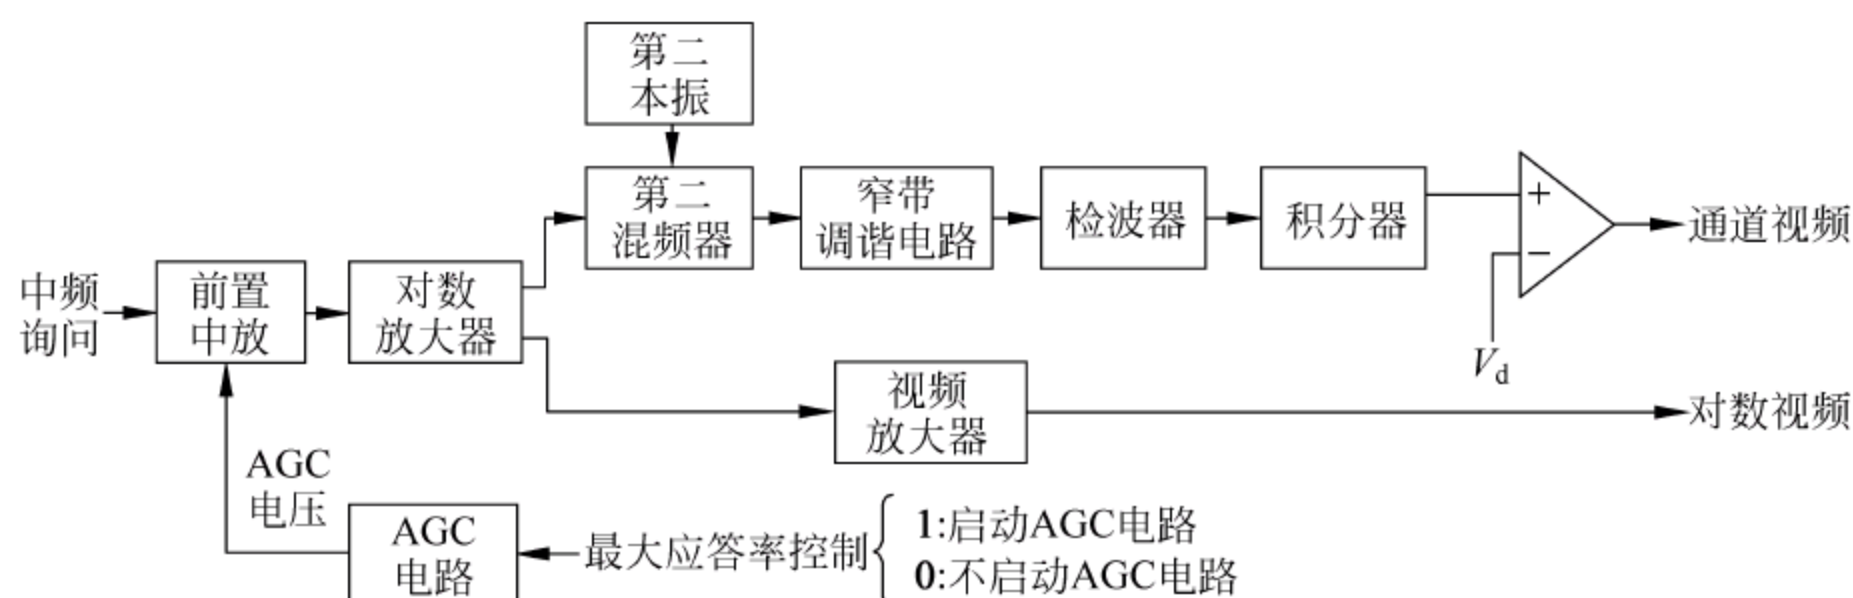 第二
本振
第二
混频器
窄带
调谐电路
检波器
积分器
+
−
通道视频
V_d
中频
询问
前置
中放
对数
放大器
视频
放大器
对数视频
AGC
电压
AGC
电路
最大应答率控制
1:启动AGC电路
0:不启动AGC电路